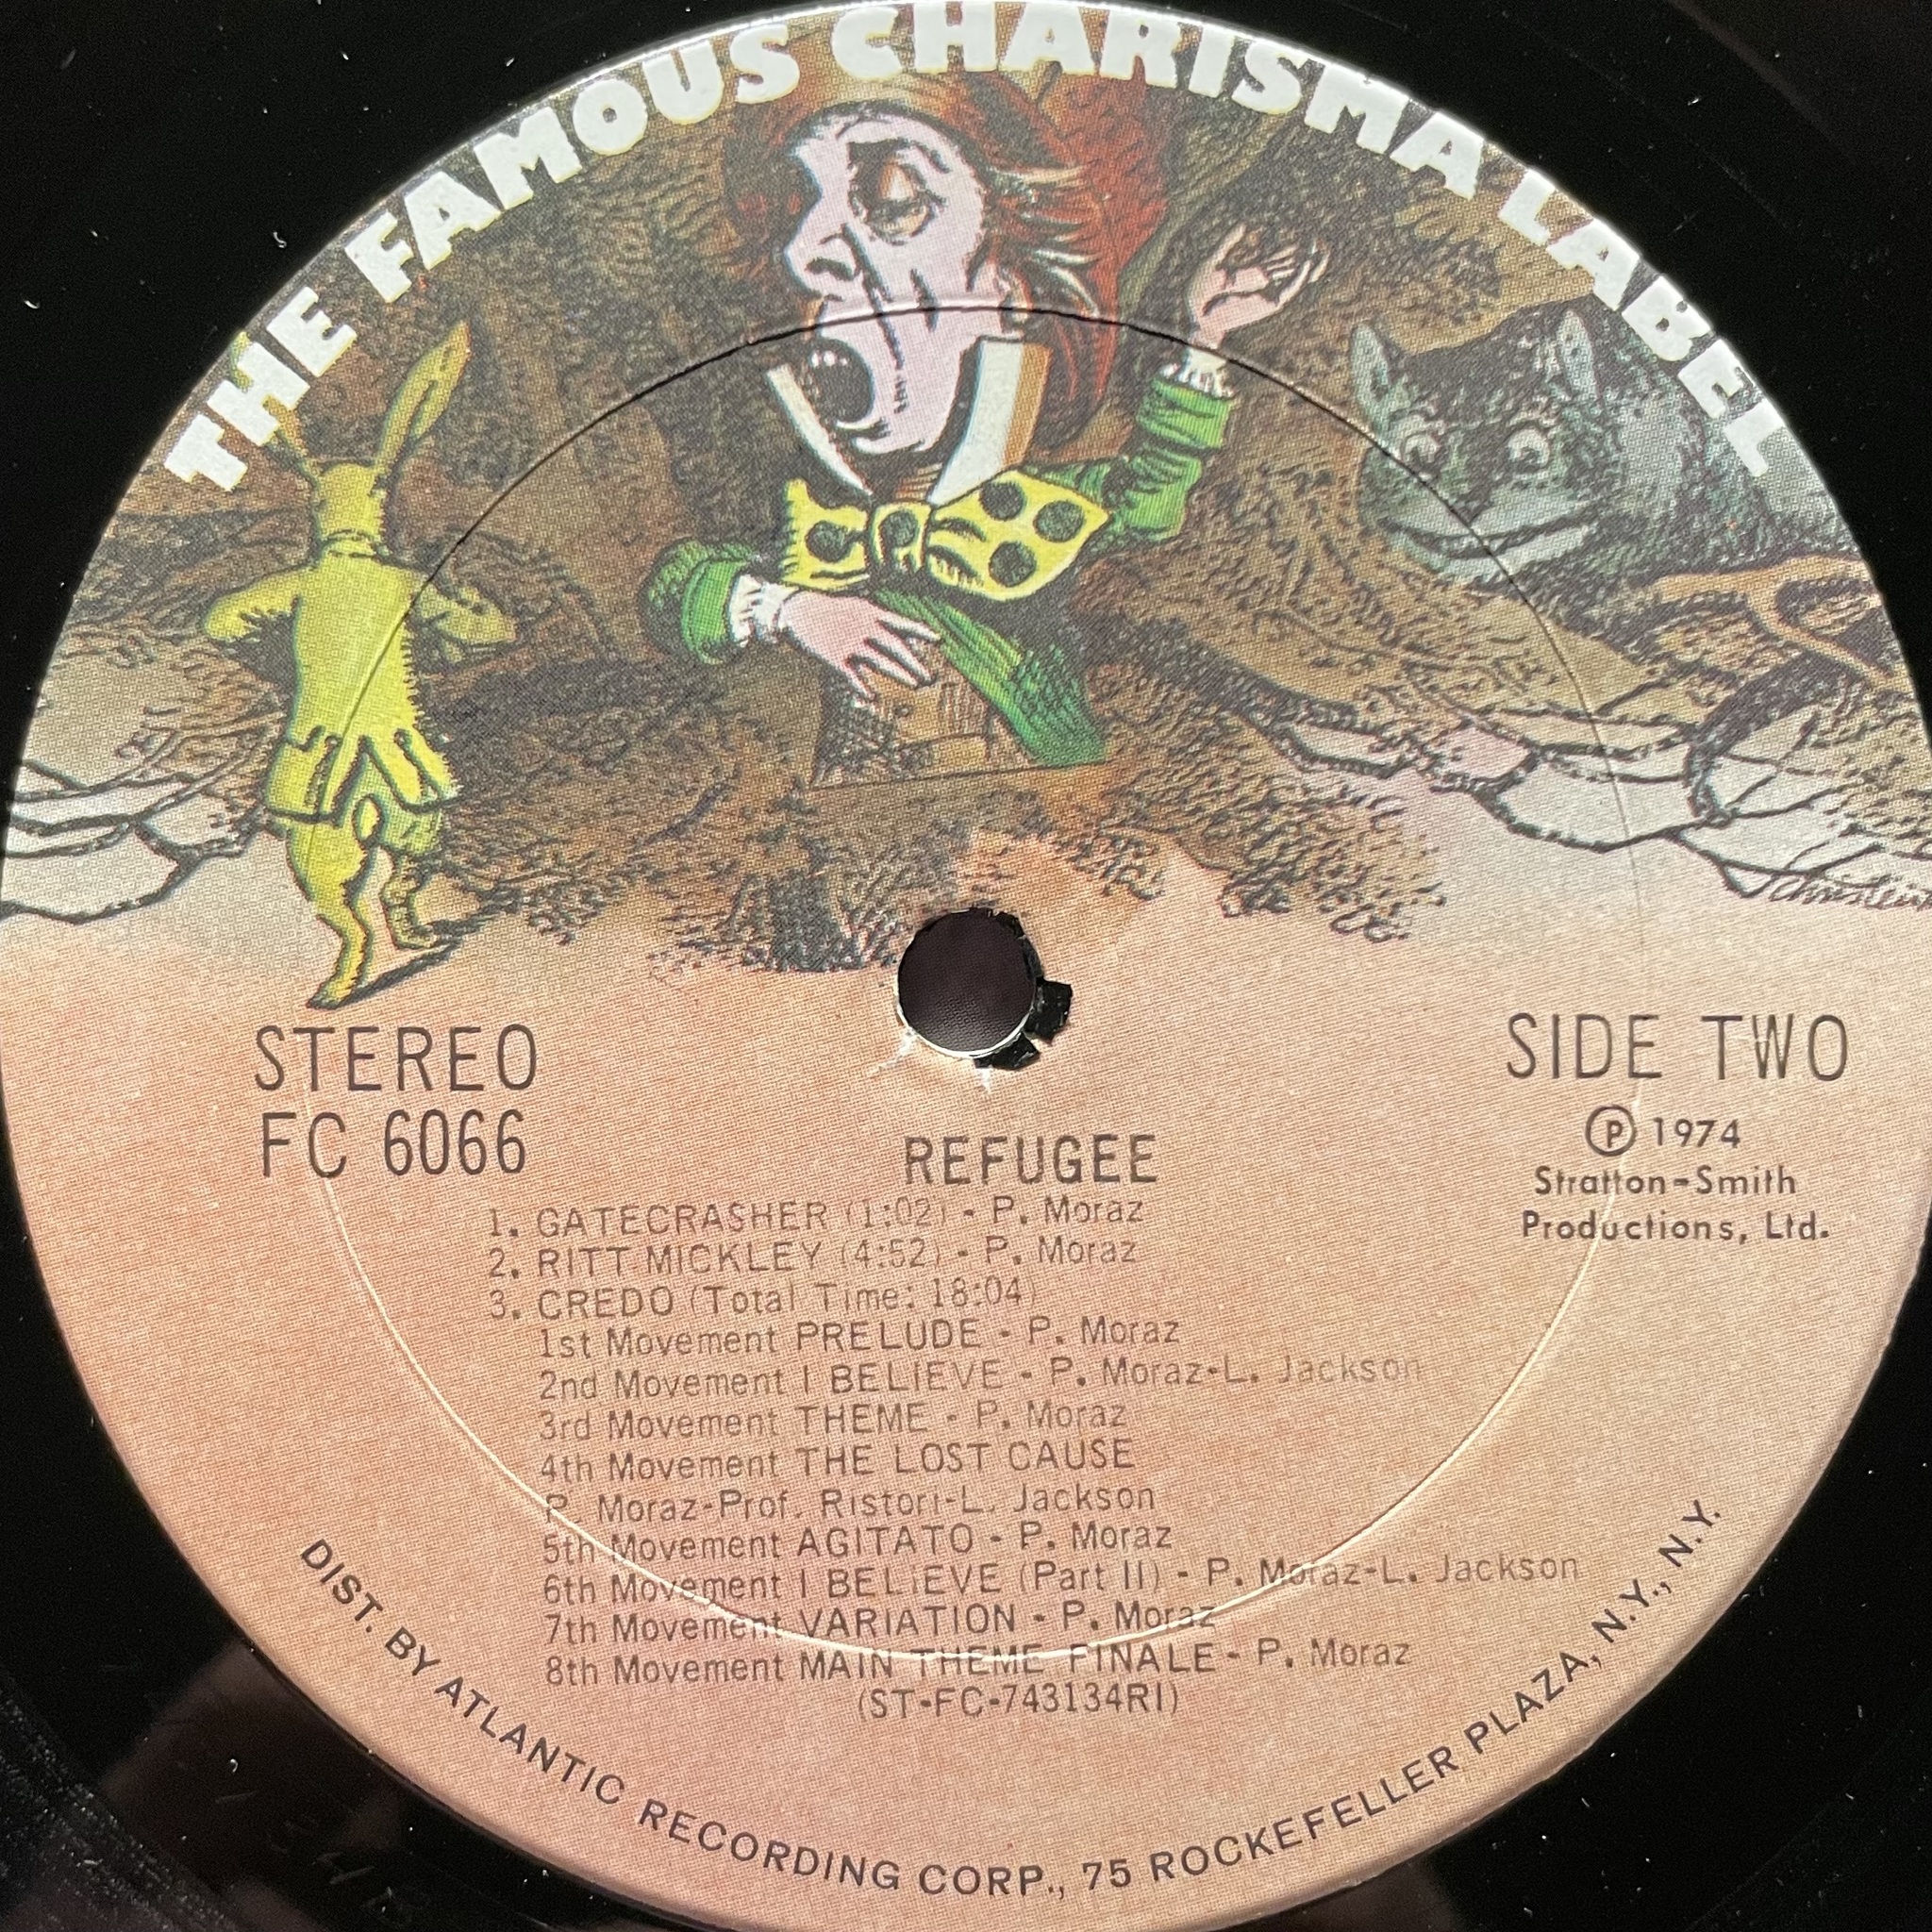 THE FAMOUS CHARISMA LABEL
STEREO
FC 6066
SIDE TWO
Ⓟ 1974
Stratton-Smith
Productions, Ltd.
REFUGEE
1. GATECRASHER (1:02) - P. Moraz
2. RITT MICKLEY (4:52) - P. Moraz
3. CREDO (Total Time: 18:04)
1st Movement PRELUDE - P. Moraz
2nd Movement I BELIEVE - P. Moraz-L. Jackson
3rd Movement THEME - P. Moraz
4th Movement THE LOST CAUSE
P. Moraz-Prof. Ristori-L. Jackson
5th Movement AGITATO - P. Moraz
6th Movement I BELIEVE (Part II) - P. Moraz-L. Jackson
7th Movement VARIATION - P. Moraz
8th Movement MAIN THEME FINALE - P. Moraz
(ST-FC-743134RI)
DIST. BY ATLANTIC RECORDING CORP., 75 ROCKEFELLER PLAZA, N.Y., N.Y.